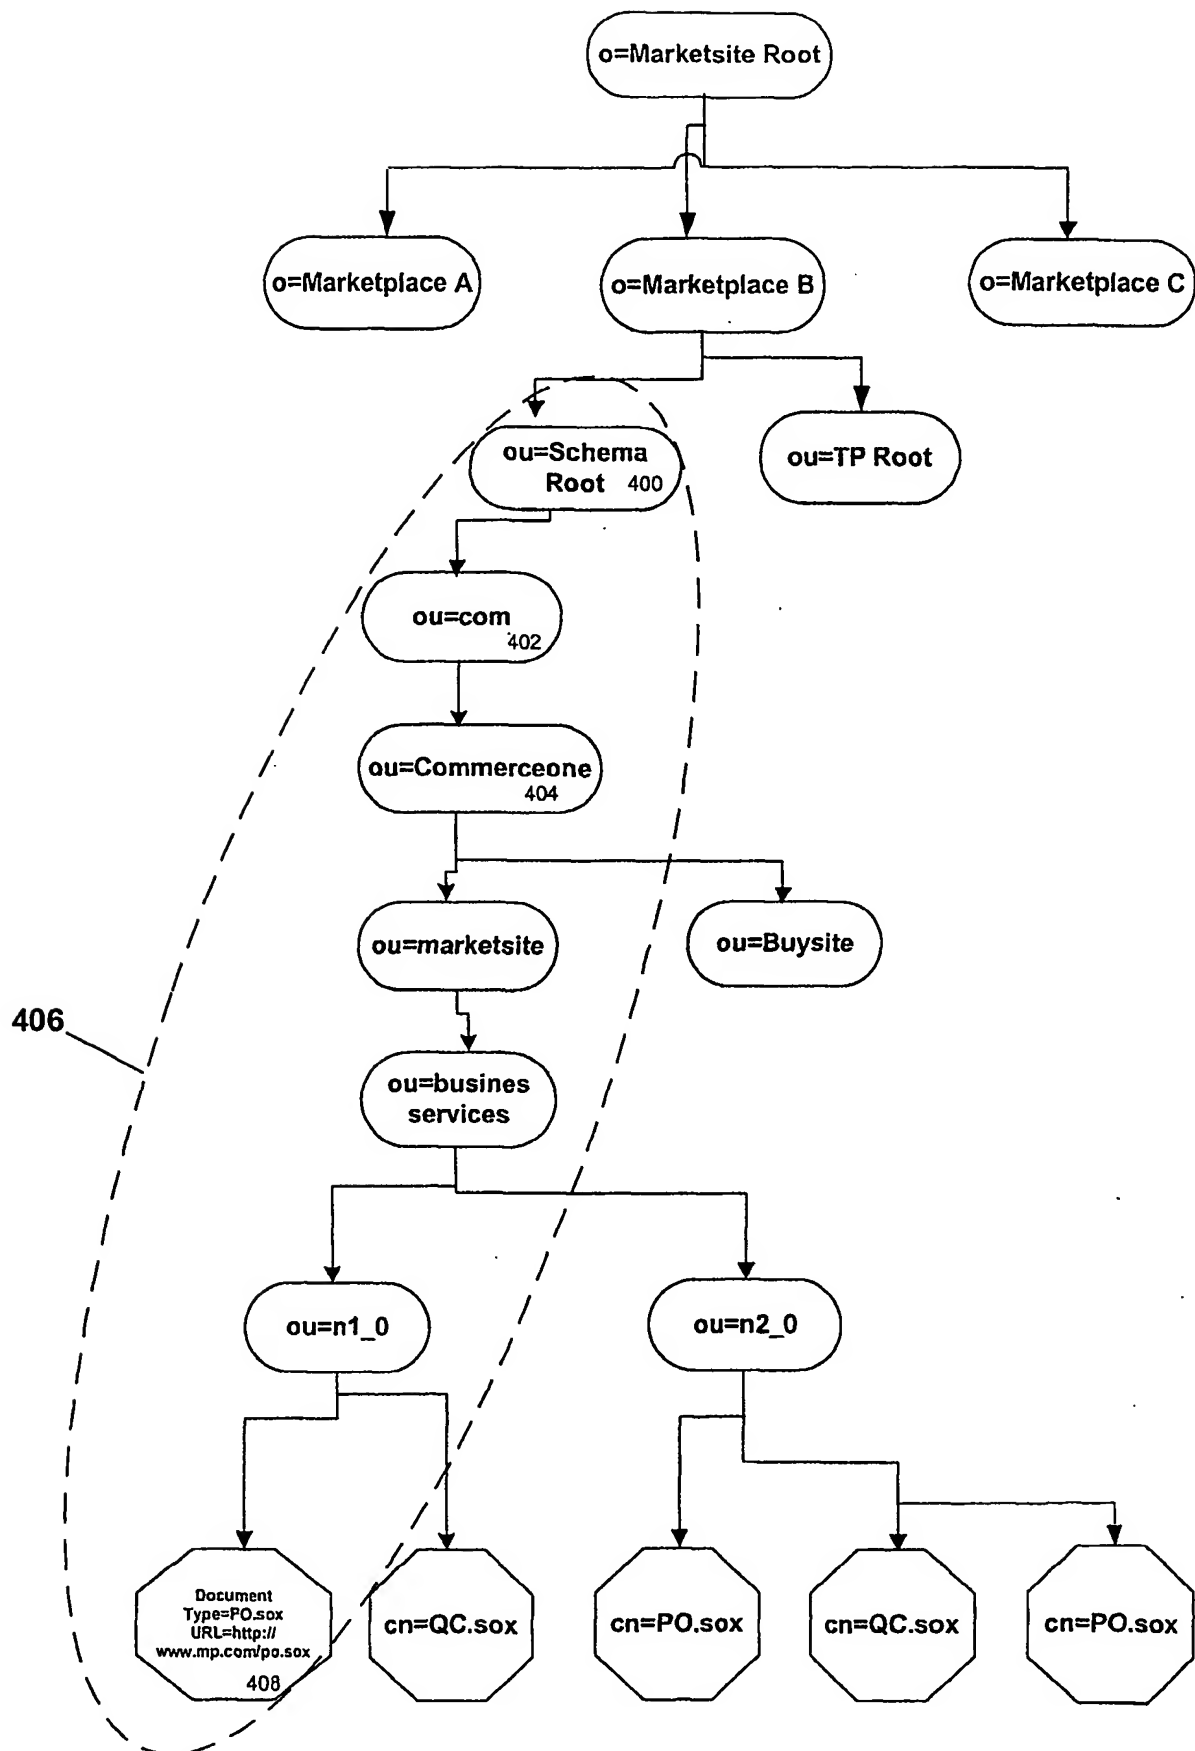 o=Marketsite Root
o=Marketplace A
o=Marketplace B
o=Marketplace C
ou=Schema
Root 400
ou=TP Root
ou=com
402
ou=Commerceone
404
ou=marketsite
ou=Buysite
406
ou=busines
services
ou=n1_0
ou=n2_0
Document
Type=PO.sox
URL=http://
www.mp.com/po.sox
408
cn=QC.sox
cn=PO.sox
cn=QC.sox
cn=PO.sox